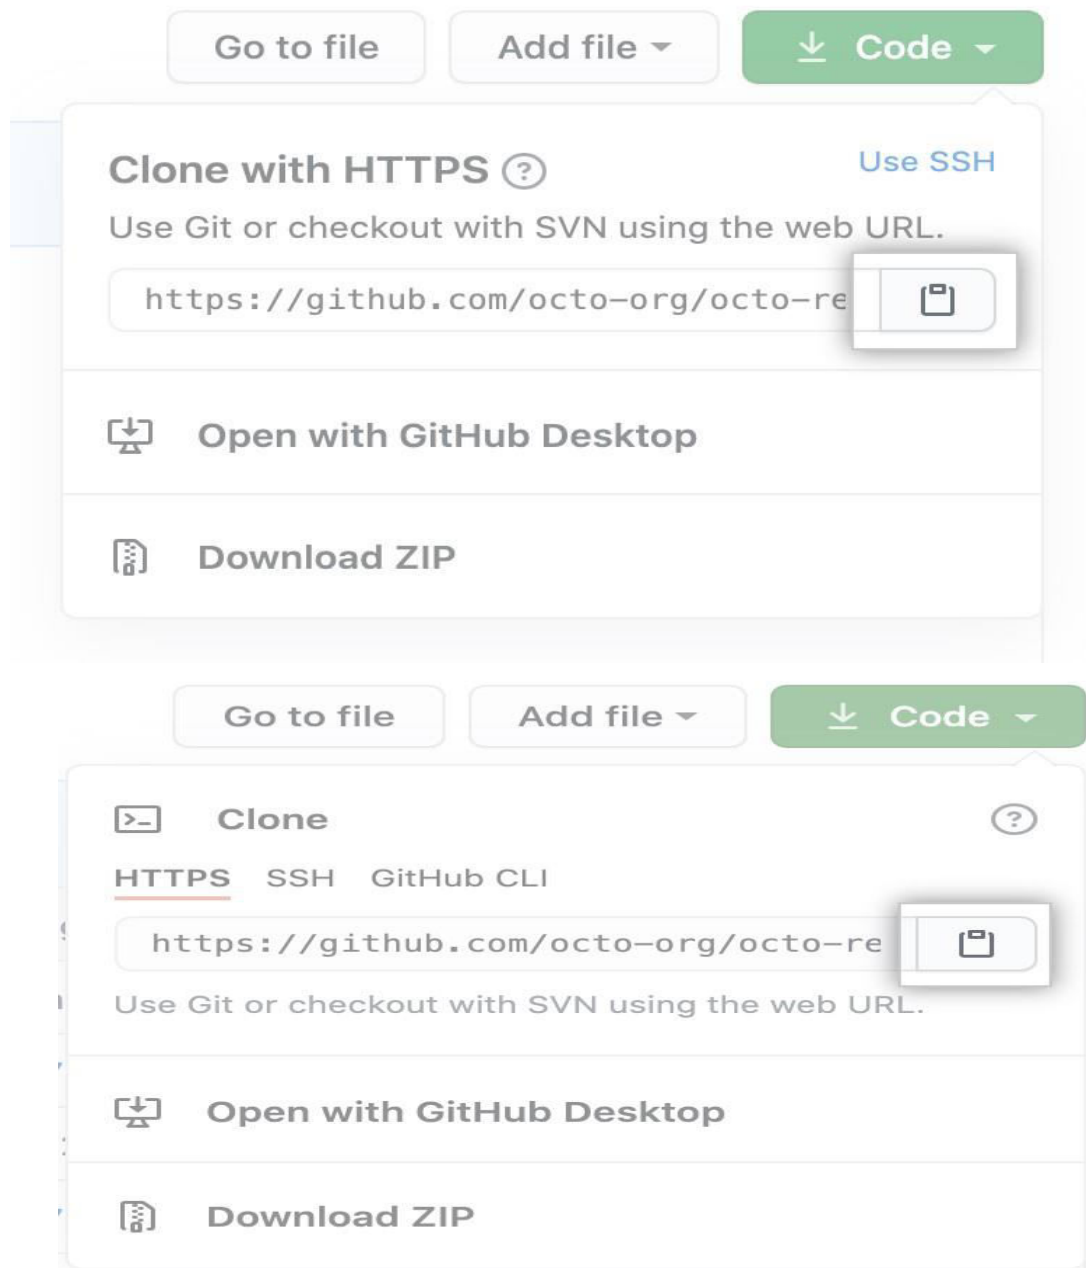 Go to file Add file Code
Clone with HTTPS ? Use SSH
Use Git or checkout with SVN using the web URL.
https://github.com/octo-org/octo-re
Open with GitHub Desktop
Download ZIP
Go to file Add file Code
Clone ?
HTTPS SSH GitHub CLI
https://github.com/octo-org/octo-re
Use Git or checkout with SVN using the web URL.
Open with GitHub Desktop
Download ZIP